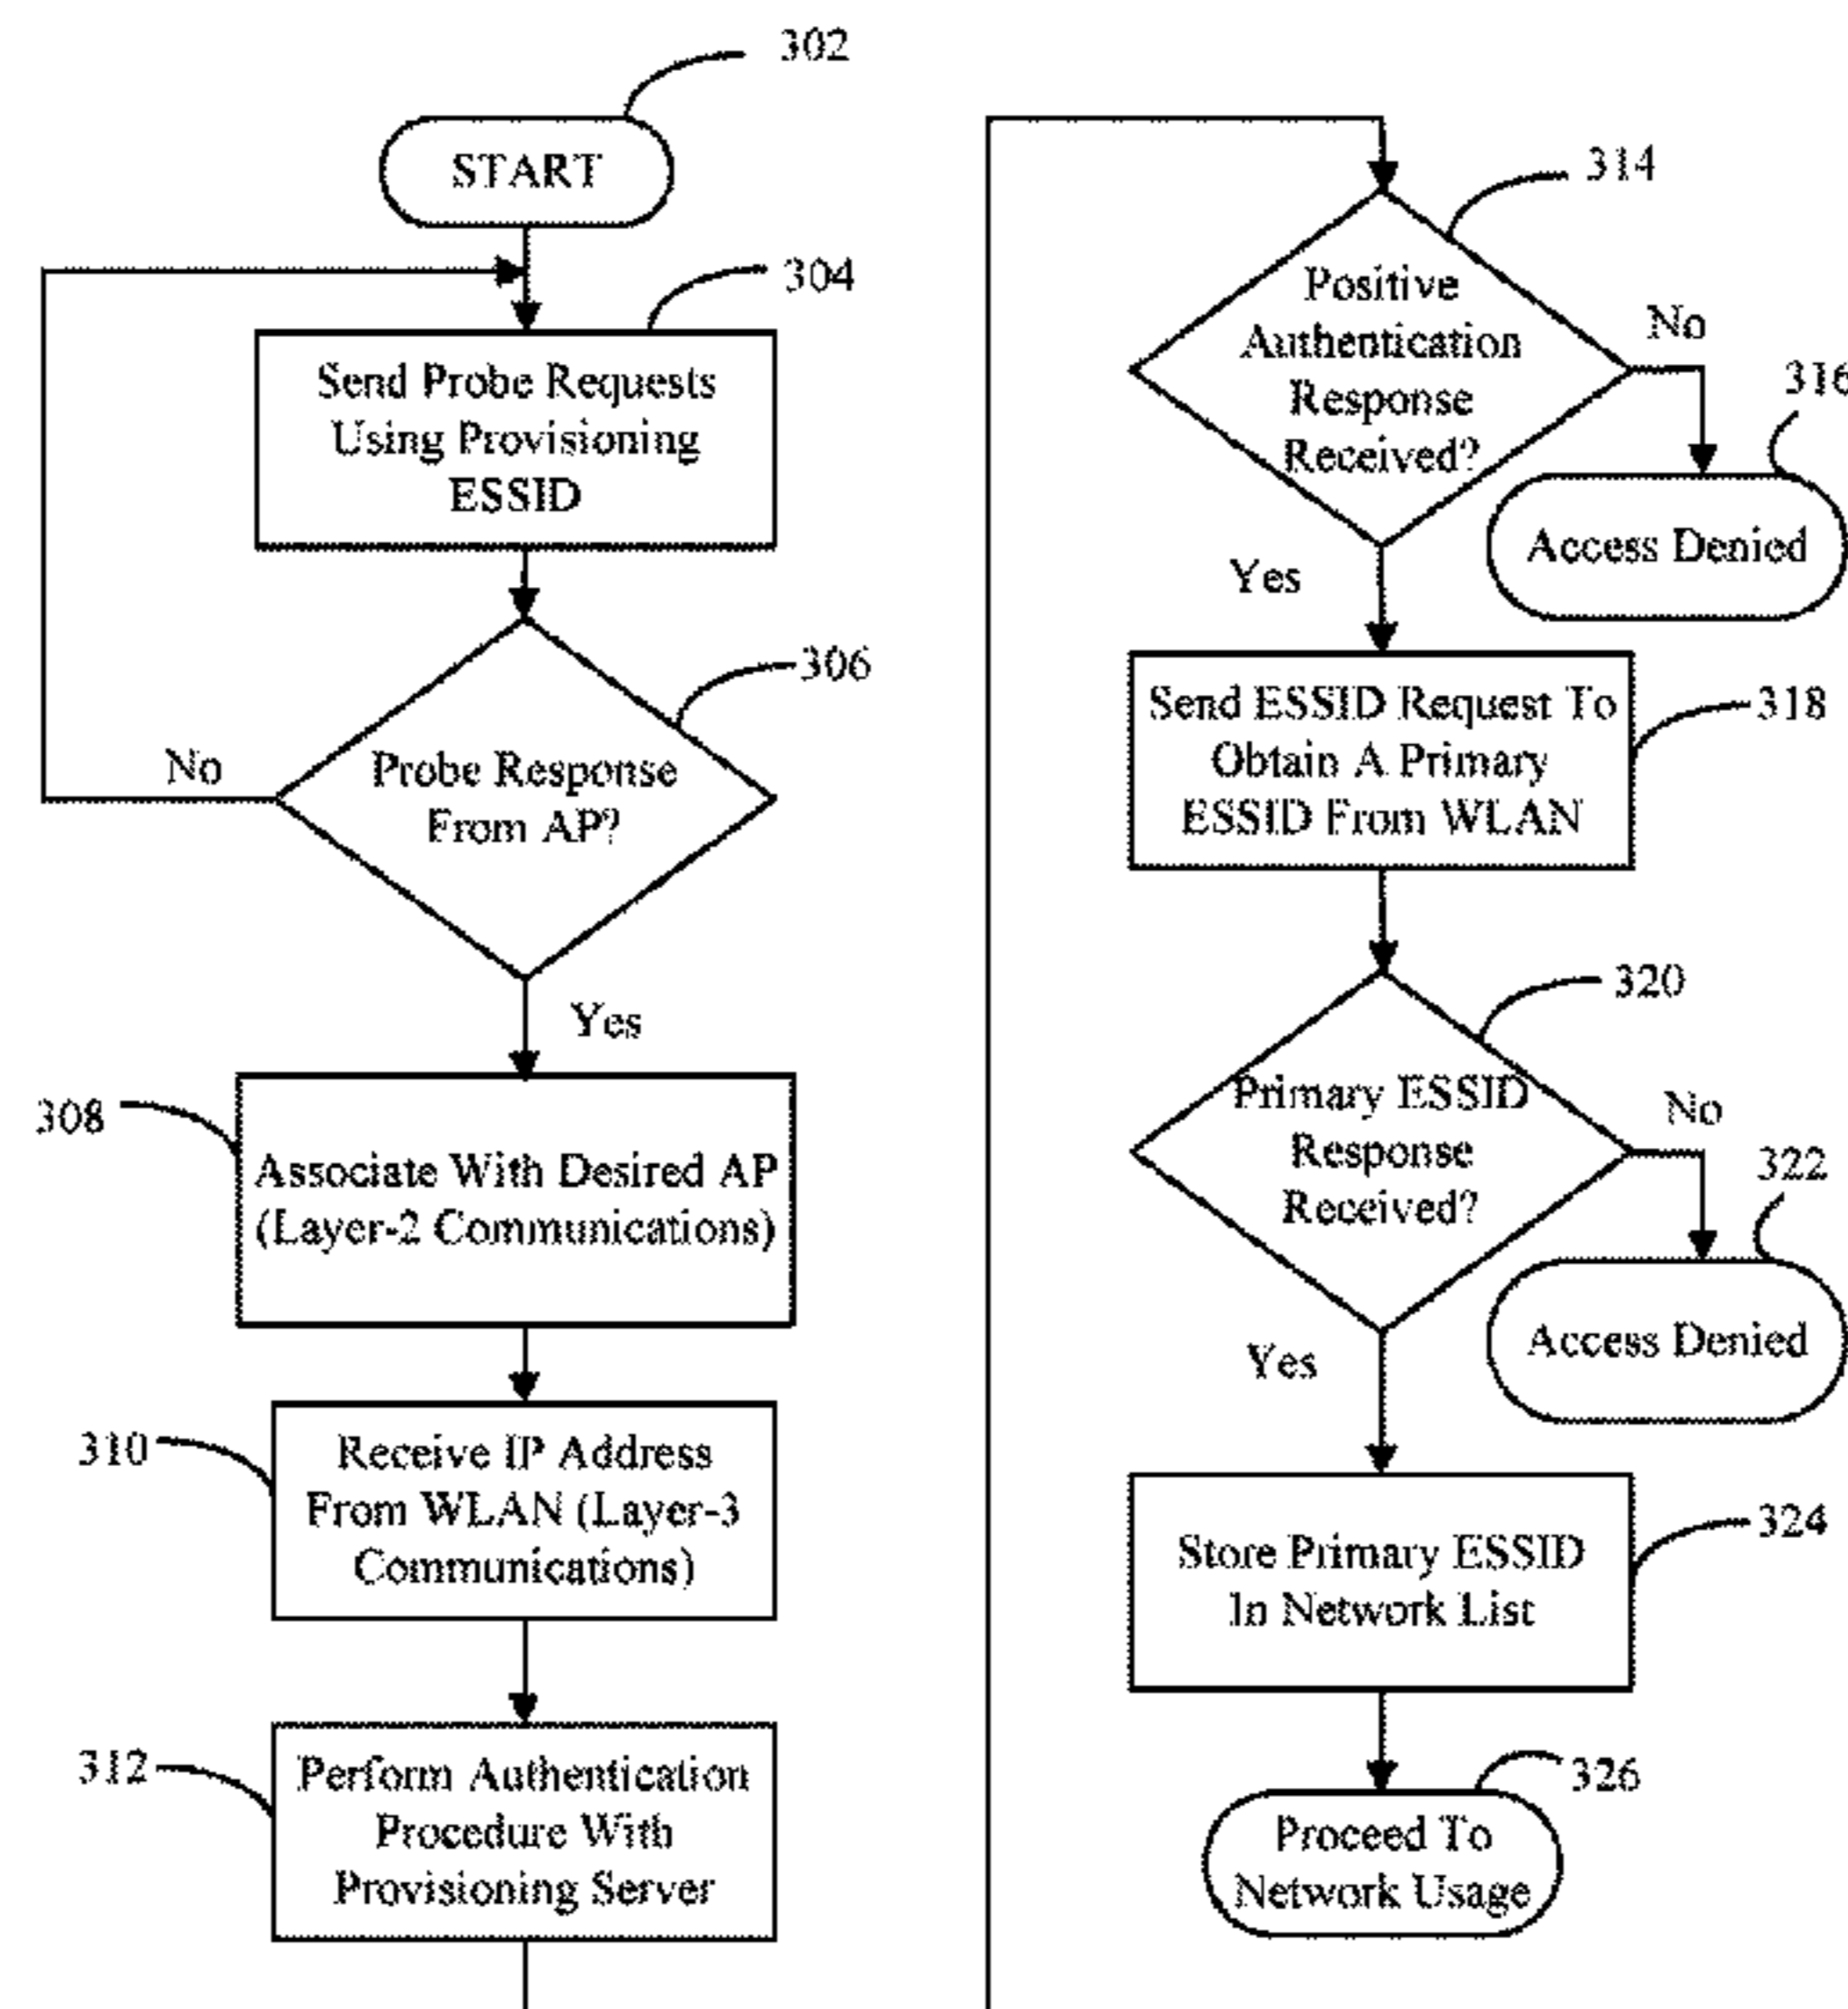 302
START
304
Send Probe Requests
Using Provisioning
ESSID
306
Probe Response
From AP?
No
Yes
308
Associate With Desired AP
(Layer-2 Communications)
310
Receive IP Address
From WLAN (Layer-3
Communications)
312
Perform Authentication
Procedure With
Provisioning Server
314
Positive
Authentication
Response
Received?
No
316
Access Denied
Yes
Send ESSID Request To
Obtain A Primary
ESSID From WLAN
318
320
Primary ESSID
Response
Received?
No
322
Access Denied
Yes
324
Store Primary ESSID
In Network List
326
Proceed To
Network Usage